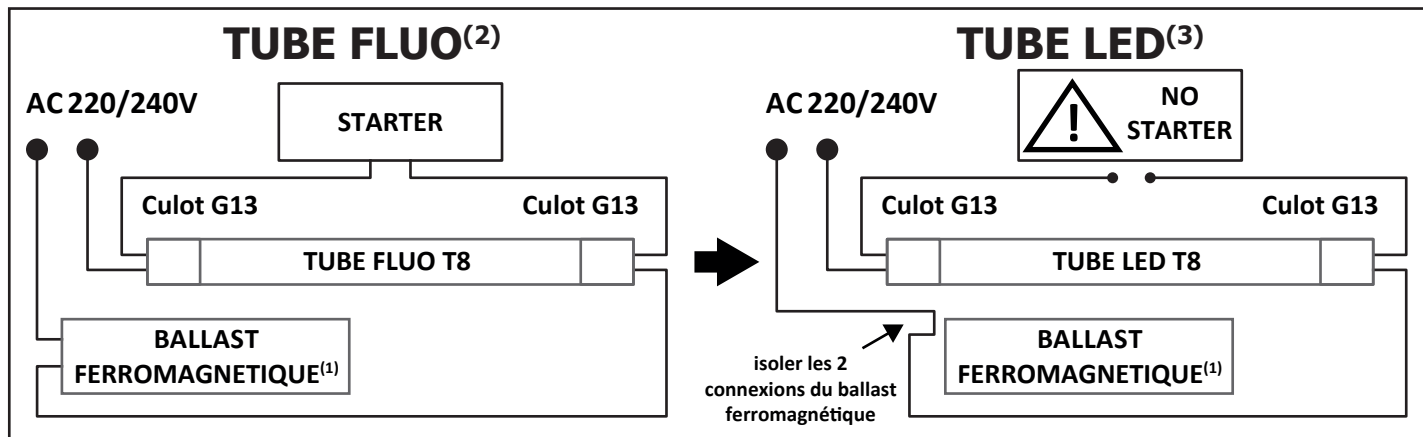 TUBE FLUO(2)
AC 220/240V
STARTER
Culot G13
Culot G13
TUBE FLUO T8
BALLAST
FERROMAGNETIQUE(1)
TUBE LED(3)
AC 220/240V
!
NO
STARTER
Culot G13
Culot G13
TUBE LED T8
isoler les 2
connexions du ballast
ferromagnétique
BALLAST
FERROMAGNETIQUE(1)